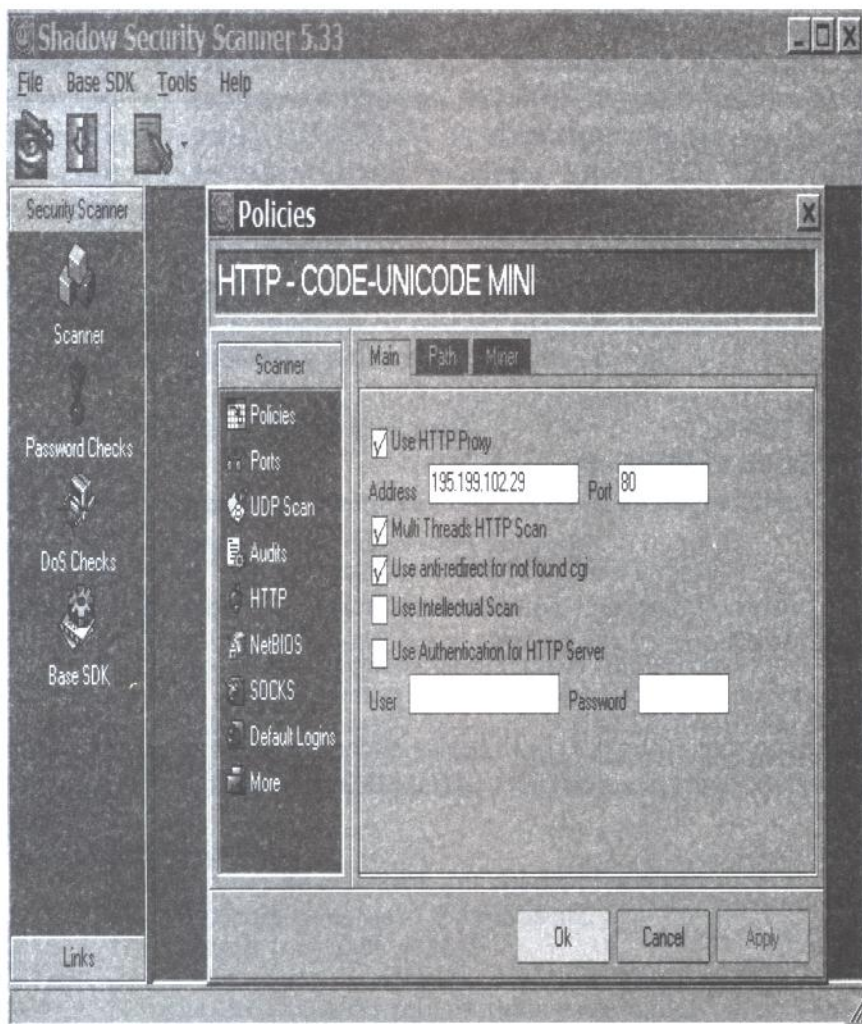 Shadow Security Scanner 5.33
File Base SDK Tools Help
Security Scanner
Scanner
Password Checks
DoS Checks
Base SDK
Links
Policies
HTTP - CODE-UNICODE MINI
Scanner
Policies
Ports
UDP Scan
Audits
HTTP
NetBIOS
SOCKS
Default Logins
More
Main Path Miner
Use HTTP Proxy
Address 195.199.102.29 Port 80
Multi Threads HTTP Scan
Use anti-redirect for not found cgi
Use Intellectual Scan
Use Authentication for HTTP Server
User Password
Ok Cancel Apply